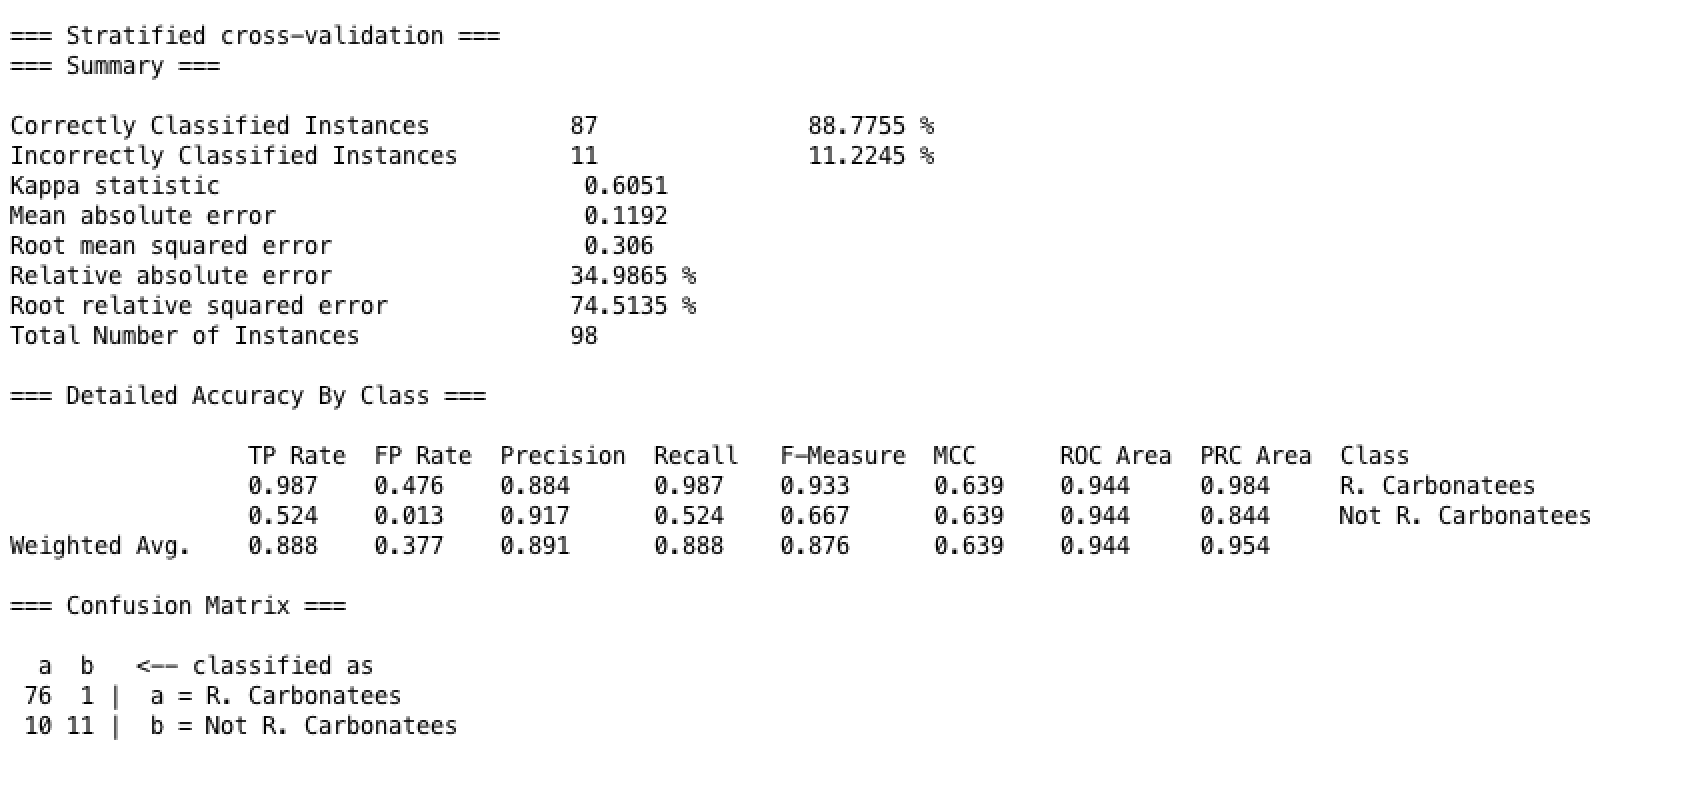 === Stratified cross-validation ===
=== Summary ===
Correctly Classified Instances 87 88.7755 %
Incorrectly Classified Instances 11 11.2245 %
Kappa statistic 0.6051
Mean absolute error 0.1192
Root mean squared error 0.306
Relative absolute error 34.9865 %
Root relative squared error 74.5135 %
Total Number of Instances 98
=== Detailed Accuracy By Class ===
TP Rate FP Rate Precision Recall F-Measure MCC ROC Area PRC Area Class
0.987 0.476 0.884 0.987 0.933 0.639 0.944 0.984 R. Carbonatees
0.524 0.013 0.917 0.524 0.667 0.639 0.944 0.844 Not R. Carbonatees
Weighted Avg. 0.888 0.377 0.891 0.888 0.876 0.639 0.944 0.954
=== Confusion Matrix ===
a b <-- classified as
76 1 | a = R. Carbonatees
10 11 | b = Not R. Carbonatees